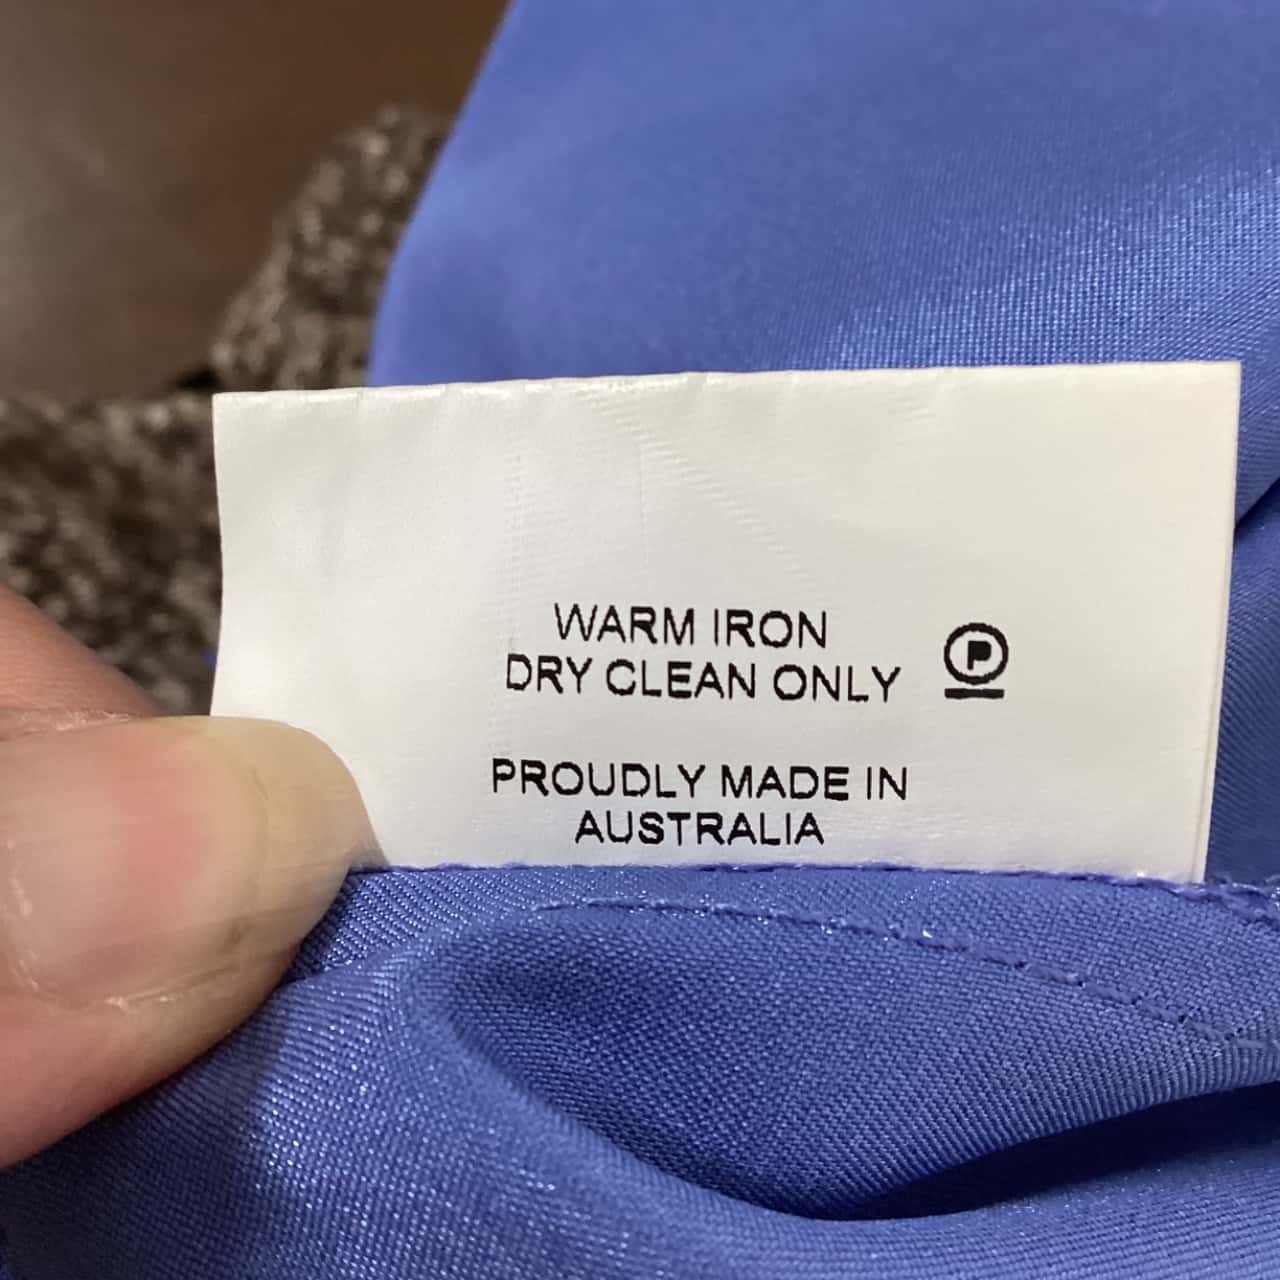 WARM IRON
DRY CLEAN ONLY
P
PROUDLY MADE IN
AUSTRALIA